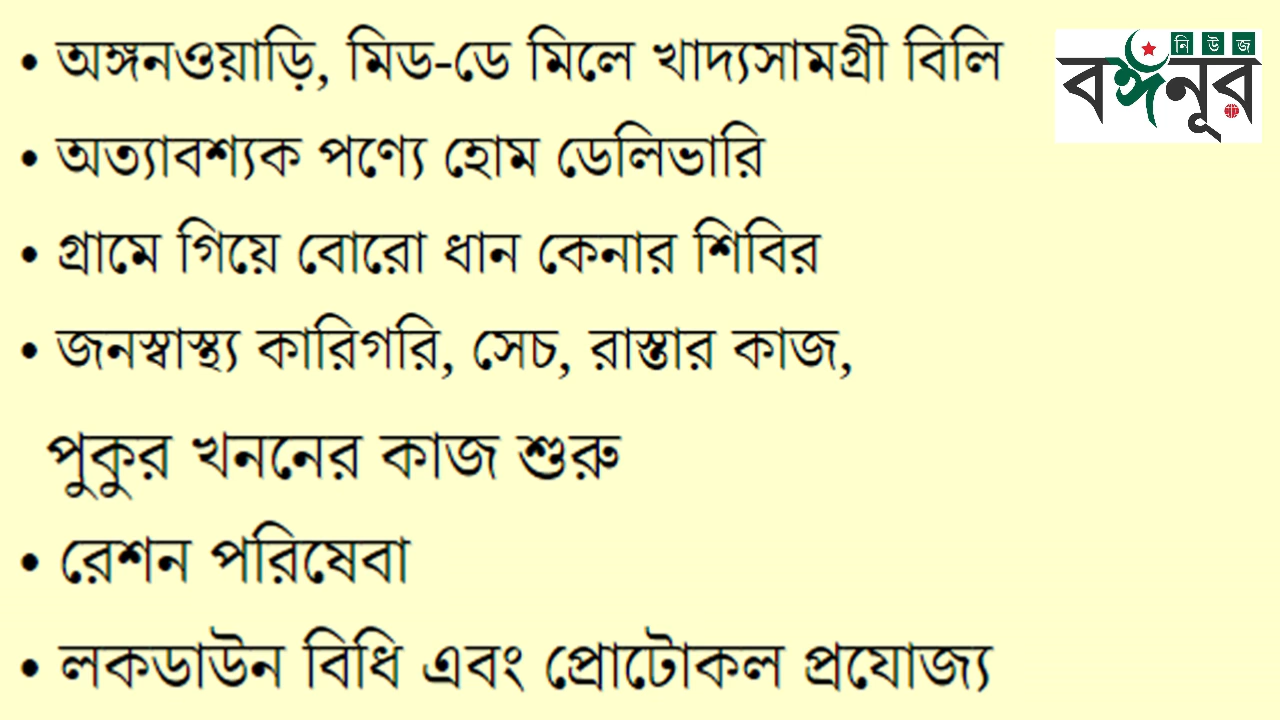 • অঙ্গনওয়াড়ি, মিড-ডে মিলে খাদ্যসামগ্রী বিলি
নিউজ
বঙ্গনূর
• অত্যাবশ্যক পণ্যে হোম ডেলিভারি
• গ্রামে গিয়ে বোরো ধান কেনার শিবির
• জনস্বাস্থ্য কারিগরি, সেচ, রাস্তার কাজ,
পুকুর খননের কাজ শুরু
• রেশন পরিষেবা
• লকডাউন বিধি এবং প্রোটোকল প্রযোজ্য